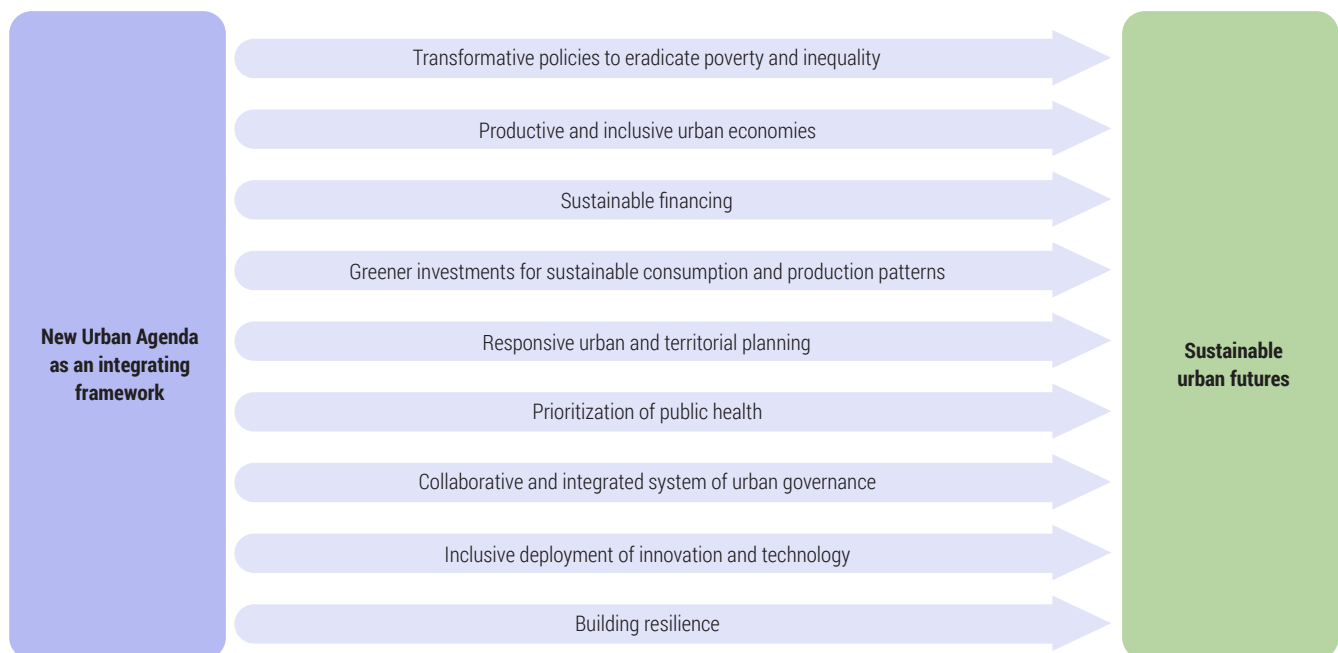 New Urban Agenda
as an integrating
framework
Transformative policies to eradicate poverty and inequality
Productive and inclusive urban economies
Sustainable financing
Greener investments for sustainable consumption and production patterns
Responsive urban and territorial planning
Prioritization of public health
Collaborative and integrated system of urban governance
Inclusive deployment of innovation and technology
Building resilience
Sustainable
urban futures